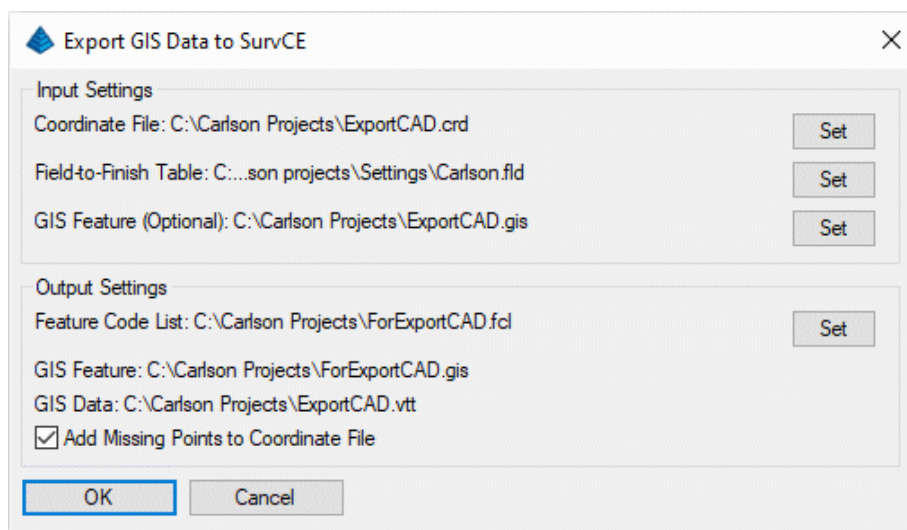 Export GIS Data to SurvCE
Input Settings
Coordinate File: C:\Carlson Projects\ExportCAD.crd
Set
Field-to-Finish Table: C:...son projects\Settings\Carlson.fld
Set
GIS Feature (Optional): C:\Carlson Projects\ExportCAD.gis
Set
Output Settings
Feature Code List: C:\Carlson Projects\ForExportCAD.fcl
Set
GIS Feature: C:\Carlson Projects\ForExportCAD.gis
GIS Data: C:\Carlson Projects\ExportCAD.vtt
Add Missing Points to Coordinate File
OK
Cancel